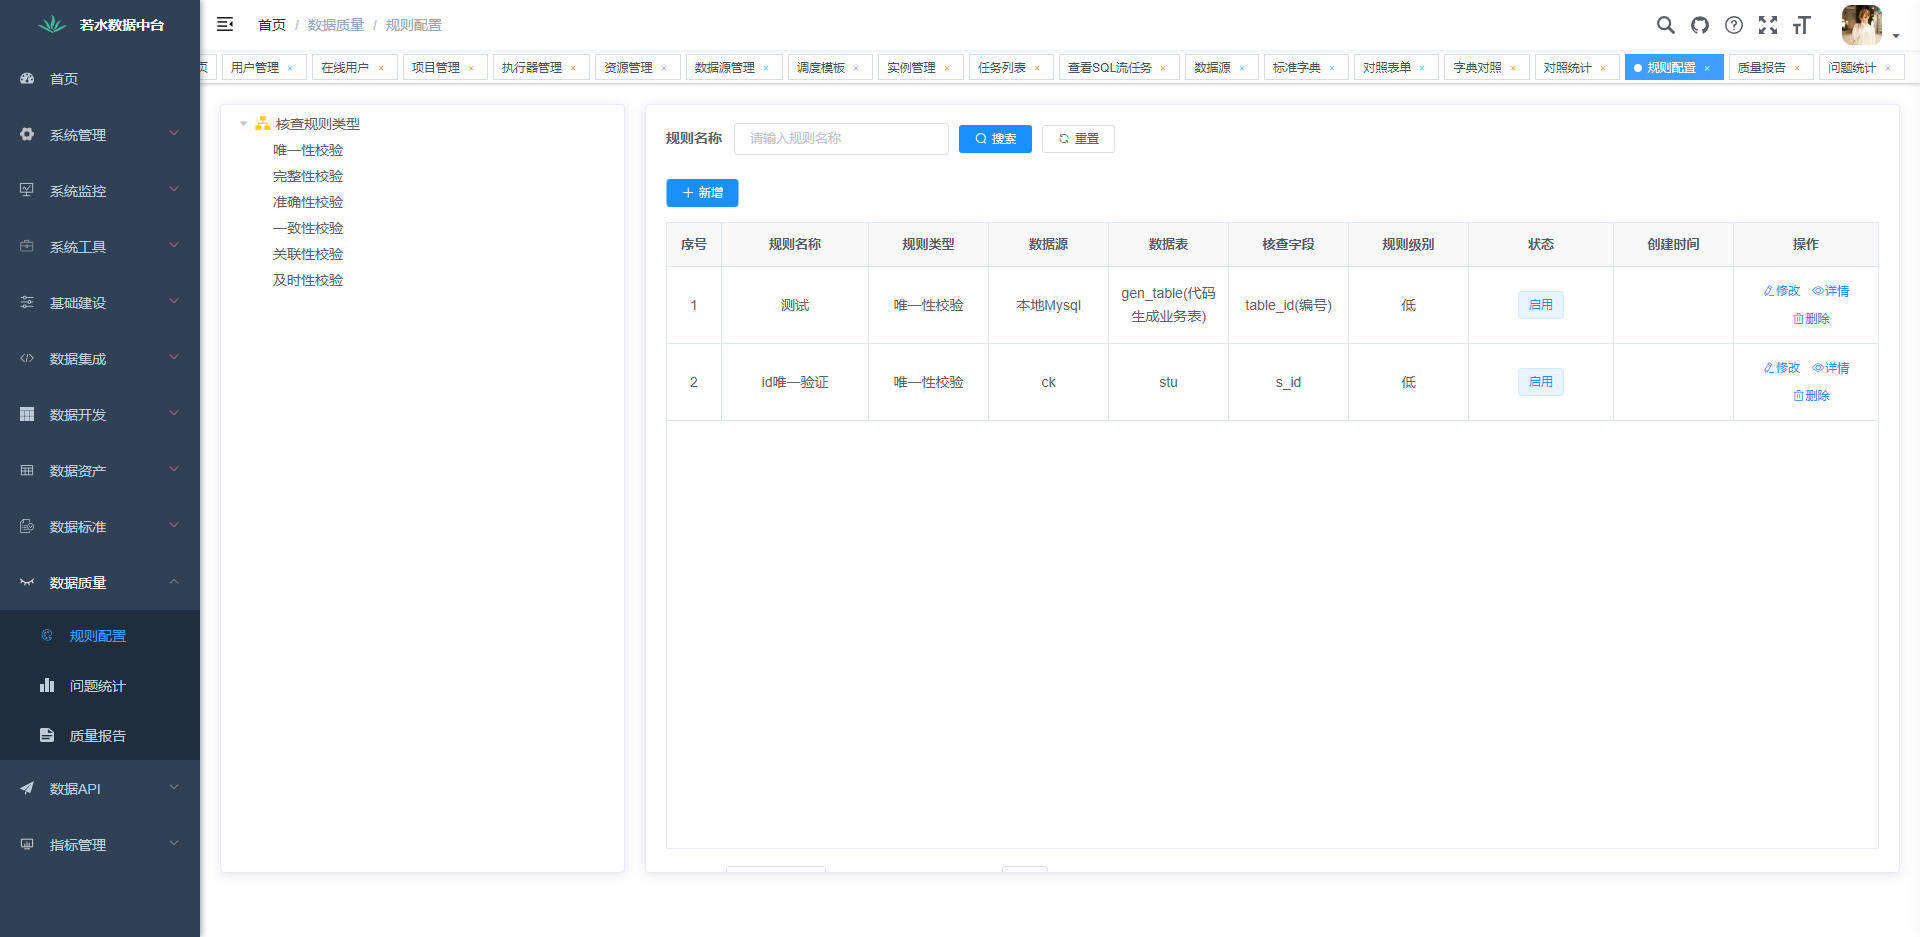 若水数据中台
首页
系统管理
系统监控
系统工具
基础建设
数据集成
数据开发
数据资产
数据标准
数据质量
规则配置
问题统计
质量报告
数据API
指标管理
首页 / 数据质量 / 规则配置
页 用户管理 × 在线用户 × 项目管理 × 执行器管理 × 资源管理 × 数据源管理 × 调度模板 × 实例管理 × 任务列表 × 查看SQL流任务 × 数据源 × 标准字典 × 对照表单 × 字典对照 × 对照统计 × 规则配置 × 质量报告 × 问题统计 ×
核查规则类型
唯一性校验
完整性校验
准确性校验
一致性校验
关联性校验
及时性校验
规则名称 请输入规则名称 搜索 重置
新增
序号 规则名称 规则类型 数据源 数据表 核查字段 规则级别 状态 创建时间 操作
1 测试 唯一性校验 本地Mysql gen_table(代码 table_id(编号) 低 启用 修改 详情
生成业务表) 删除
2 id唯一验证 唯一性校验 ck stu s_id 低 启用 修改 详情
删除